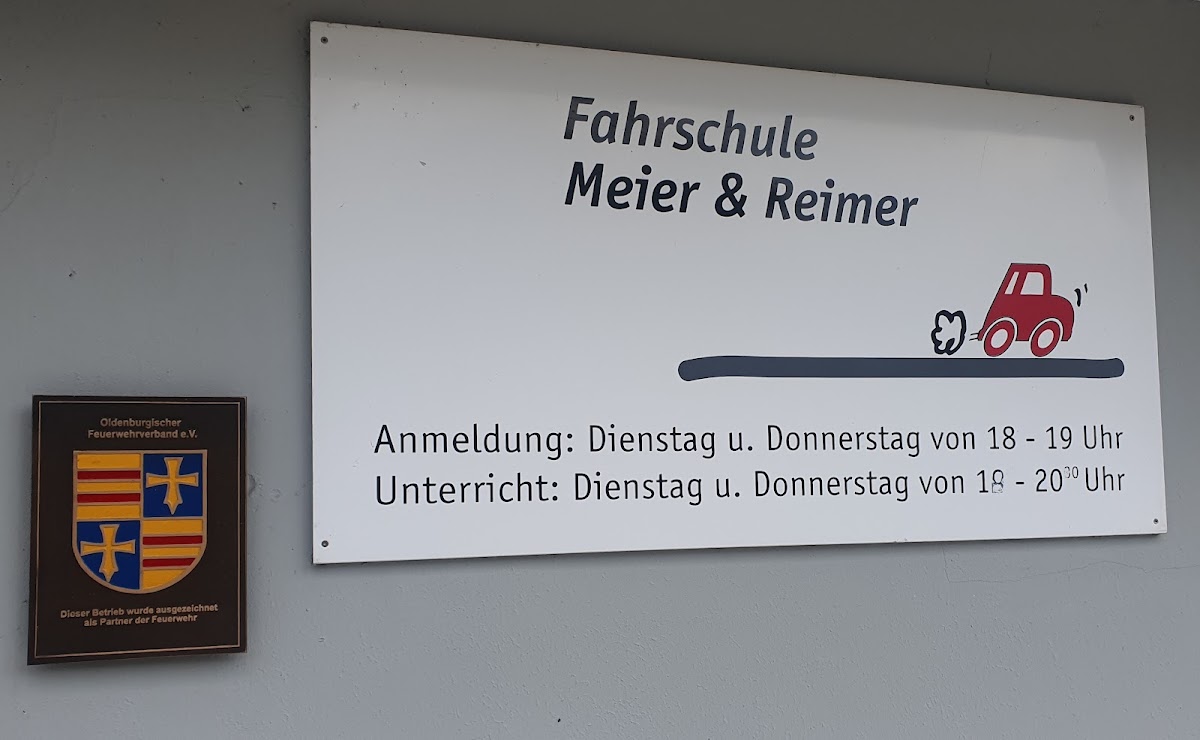 Fahrschule
Meier & Reimer
Anmeldung: Dienstag u. Donnerstag von 18 - 19 Uhr
Unterricht: Dienstag u. Donnerstag von 18 - 20³⁰ Uhr
Oldenburgischer
Feuerwehrverband e.V.
Dieser Betrieb wurde ausgezeichnet
als Partner der Feuerwehr